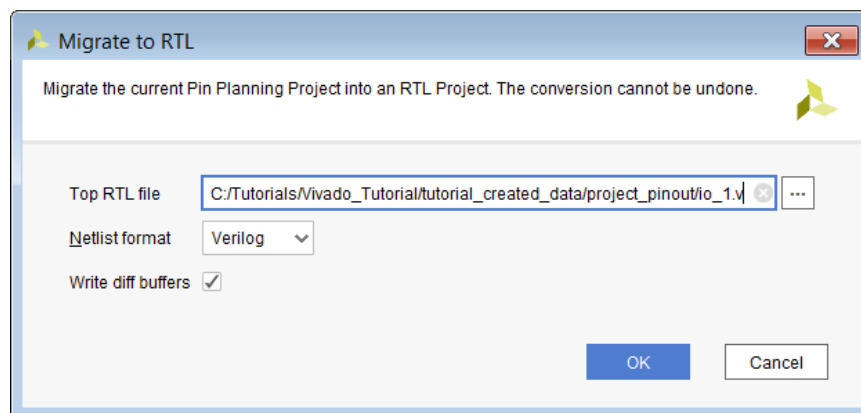 Migrate to RTL
Migrate the current Pin Planning Project into an RTL Project. The conversion cannot be undone.
Top RTL file C:/Tutorials/Vivado_Tutorial/tutorial_created_data/project_pinout/io_1.v ...
Netlist format Verilog
Write diff buffers
OK Cancel